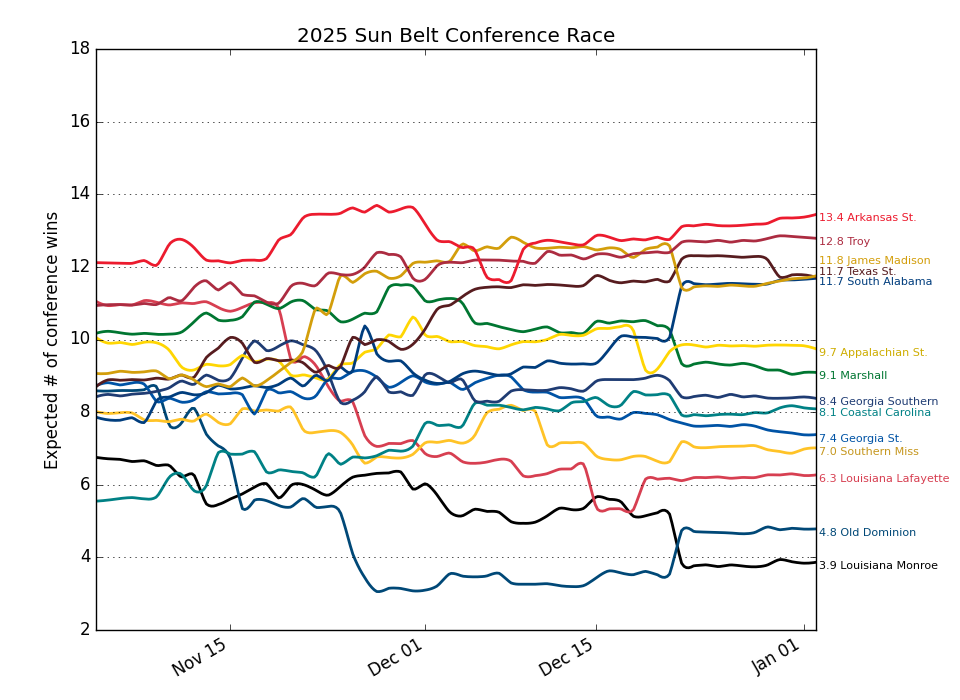 2025 Sun Belt Conference Race
Expected # of conference wins
18
16
14
12
10
8
6
4
2
Nov 15
Dec 01
Dec 15
Jan 01
13.4 Arkansas St.
12.8 Troy
11.8 James Madison
11.7 Texas St.
11.7 South Alabama
9.7 Appalachian St.
9.1 Marshall
8.4 Georgia Southern
8.1 Coastal Carolina
7.4 Georgia St.
7.0 Southern Miss
6.3 Louisiana Lafayette
4.8 Old Dominion
3.9 Louisiana Monroe